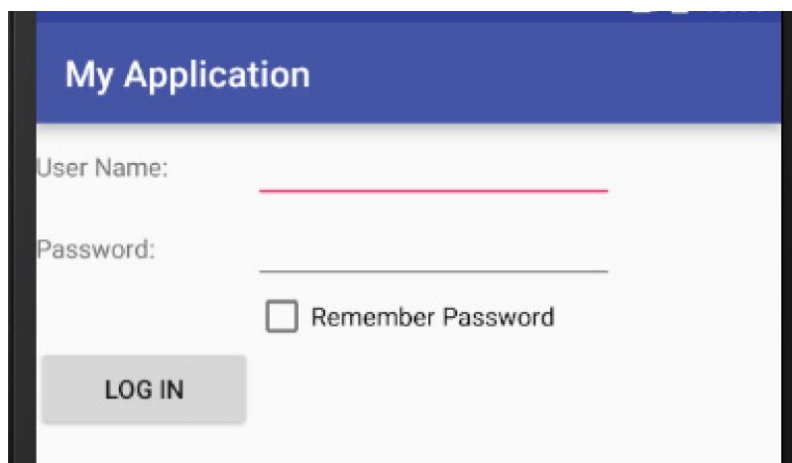 My Application
User Name:
Password:
Remember Password
LOG IN